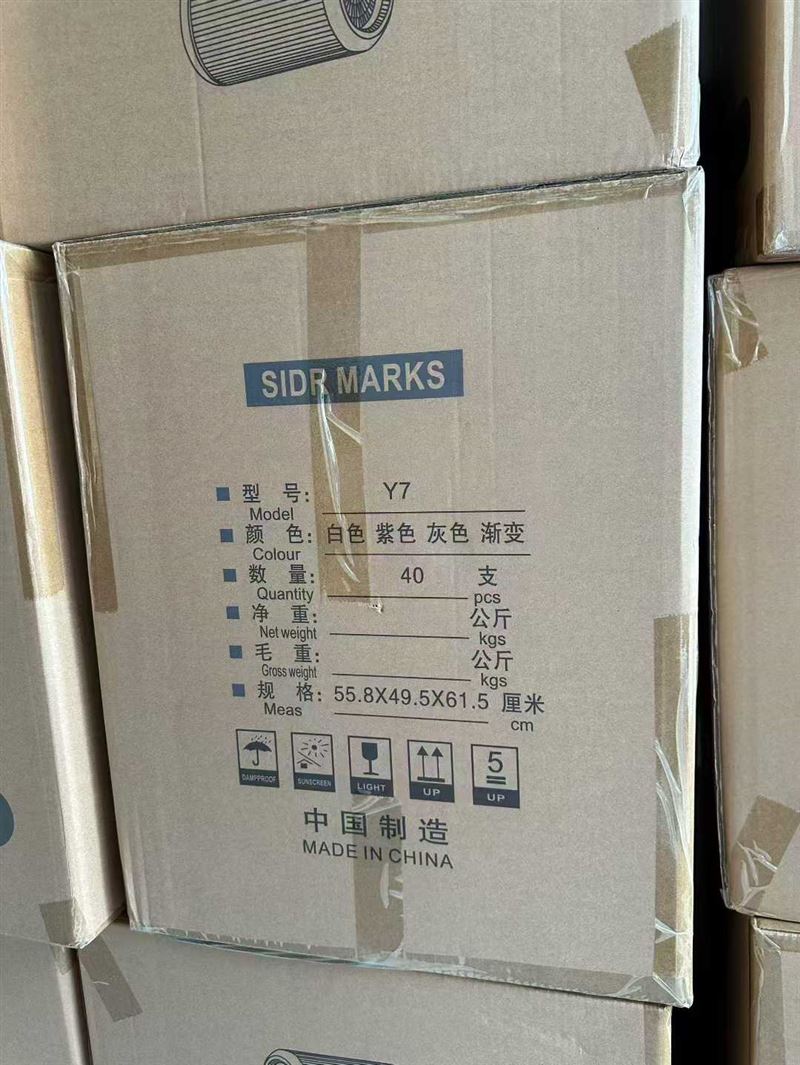 SIDR MARKS
型 号: Y7
Model
颜 色: 白色 紫色 灰色 渐变
Colour
数 量: 40 支
Quantity pcs
净 重: 公斤
Net weight kgs
毛 重: 公斤
Gross weight kgs
规 格: 55.8X49.5X61.5 厘米
Meas cm
DAMPPROOF SUNSCREEN LIGHT UP 5 UP
中国制造
MADE IN CHINA